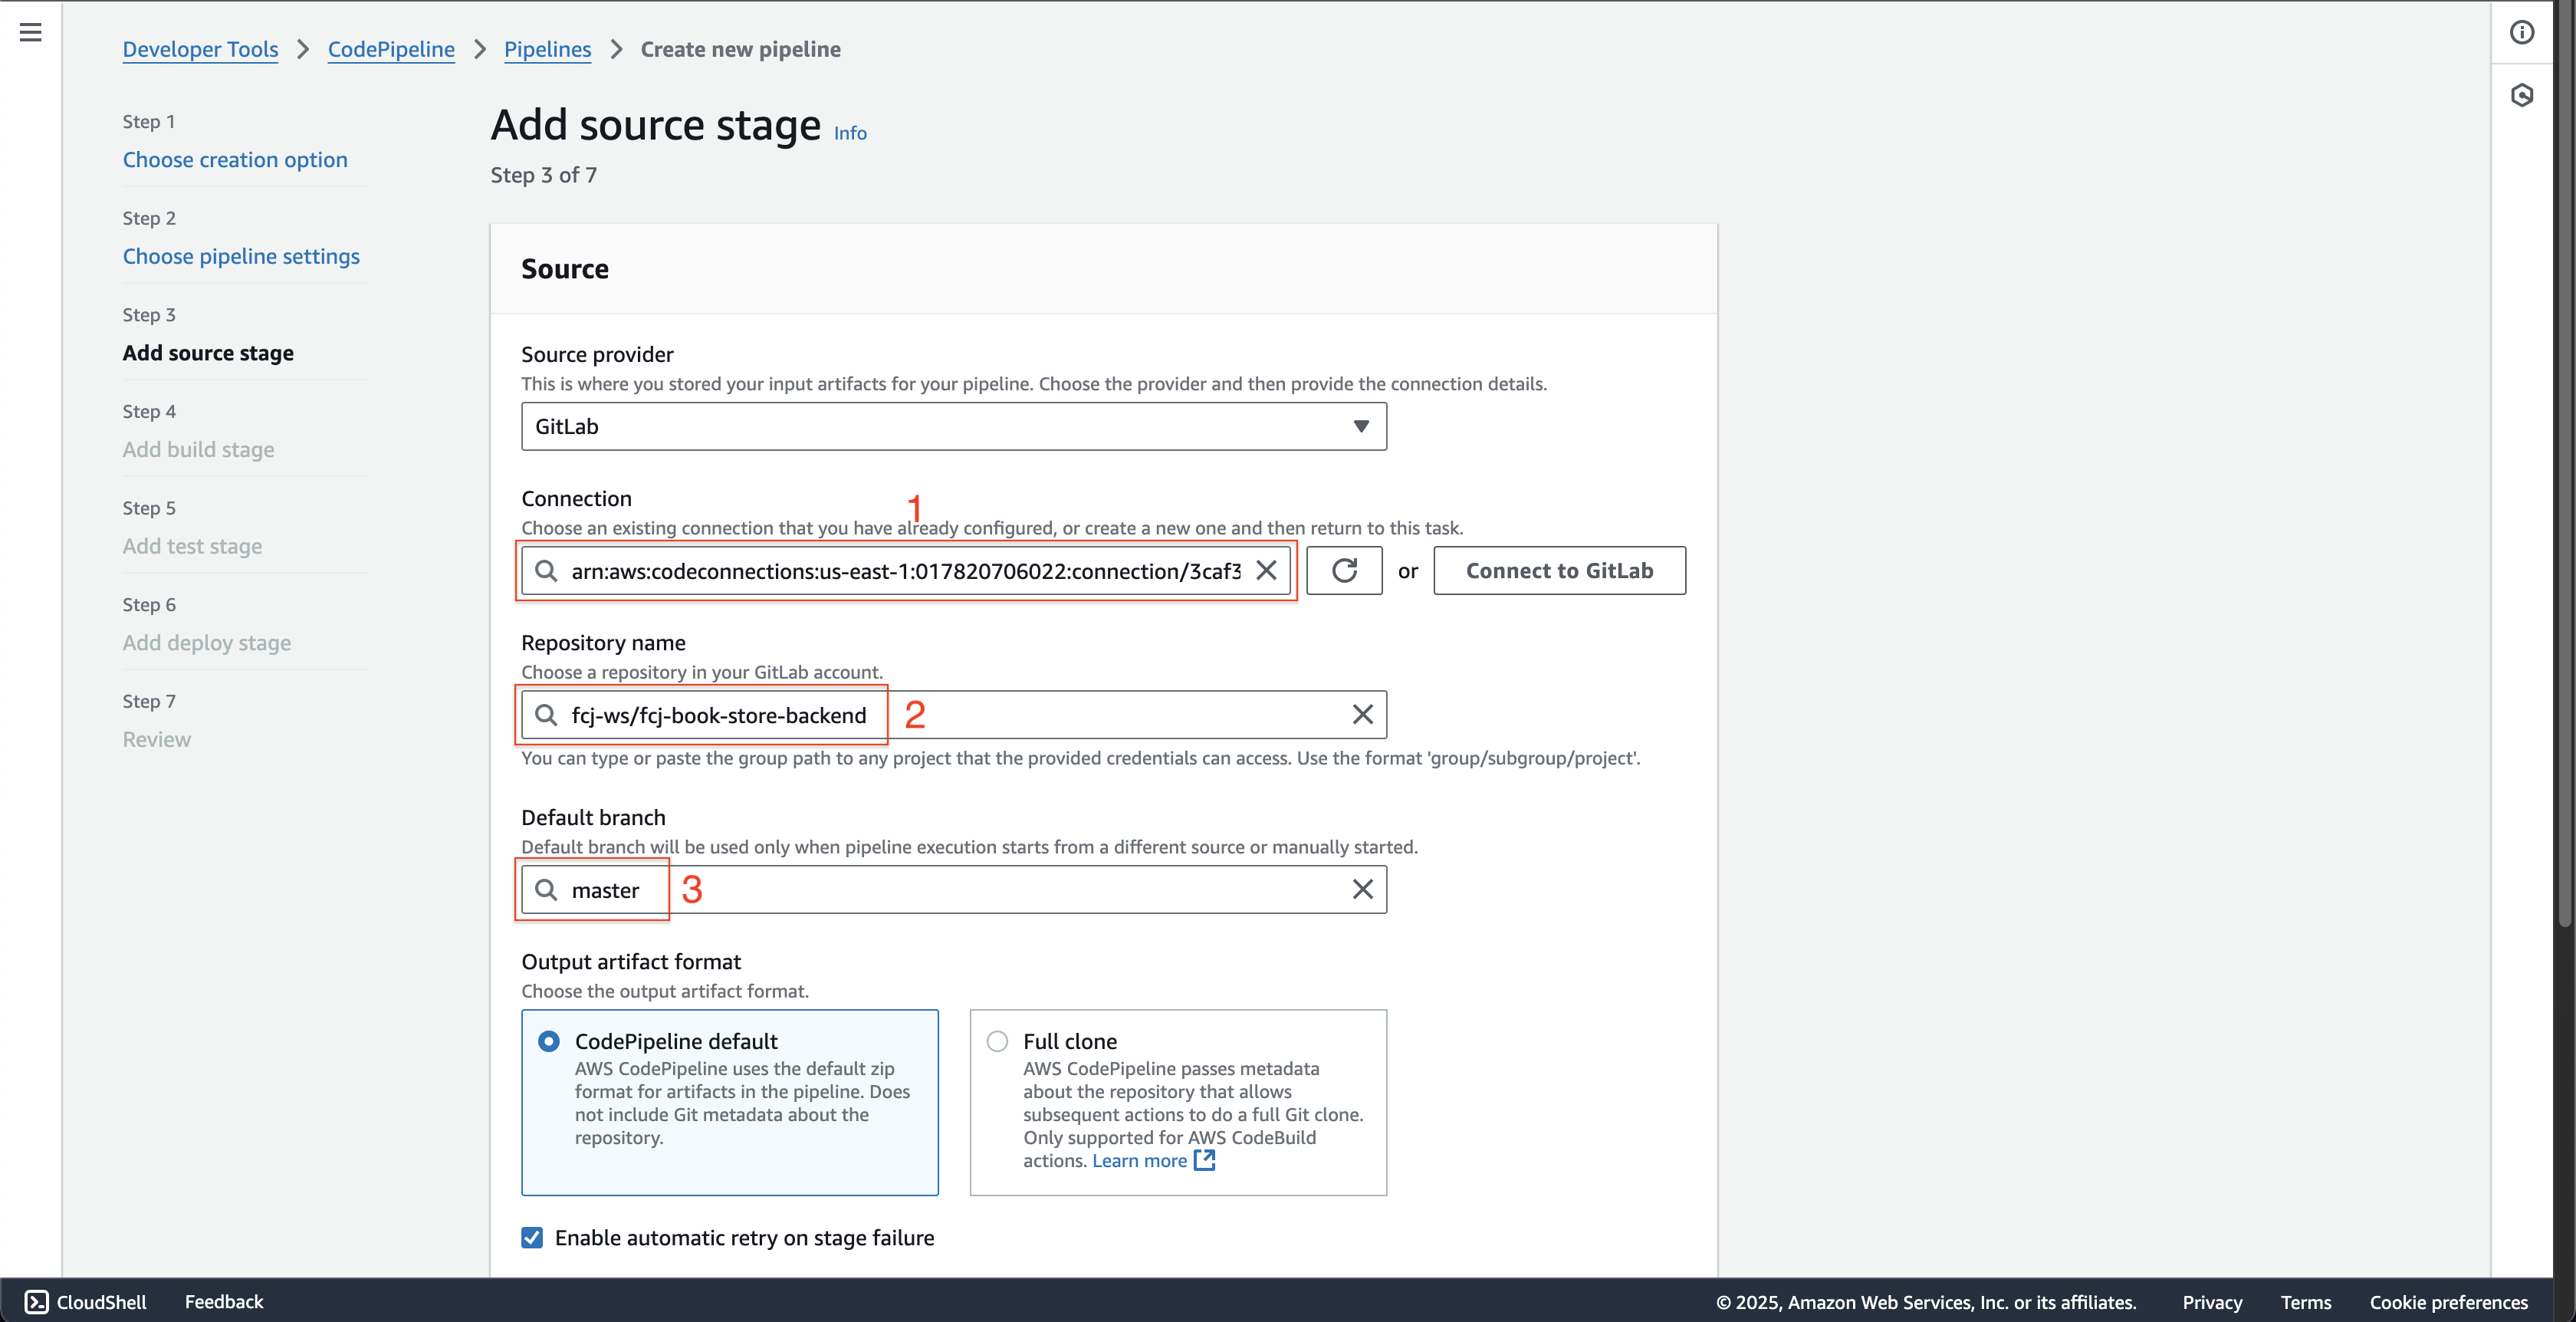 Developer Tools > CodePipeline > Pipelines > Create new pipeline
Step 1
Choose creation option
Step 2
Choose pipeline settings
Step 3
Add source stage
Step 4
Add build stage
Step 5
Add test stage
Step 6
Add deploy stage
Step 7
Review
Add source stage Info
Step 3 of 7
Source
Source provider
This is where you stored your input artifacts for your pipeline. Choose the provider and then provide the connection details.
GitLab
Connection
1
Choose an existing connection that you have already configured, or create a new one and then return to this task.
arn:aws:codeconnections:us-east-1:017820706022:connection/3caf3
or
Connect to GitLab
Repository name
Choose a repository in your GitLab account.
fcj-ws/fcj-book-store-backend
2
You can type or paste the group path to any project that the provided credentials can access. Use the format 'group/subgroup/project'.
Default branch
Default branch will be used only when pipeline execution starts from a different source or manually started.
master
3
Output artifact format
Choose the output artifact format.
CodePipeline default
AWS CodePipeline uses the default zip
format for artifacts in the pipeline. Does
not include Git metadata about the
repository.
Full clone
AWS CodePipeline passes metadata
about the repository that allows
subsequent actions to do a full Git clone.
Only supported for AWS CodeBuild
actions. Learn more
Enable automatic retry on stage failure
CloudShell
Feedback
© 2025, Amazon Web Services, Inc. or its affiliates.
Privacy
Terms
Cookie preferences